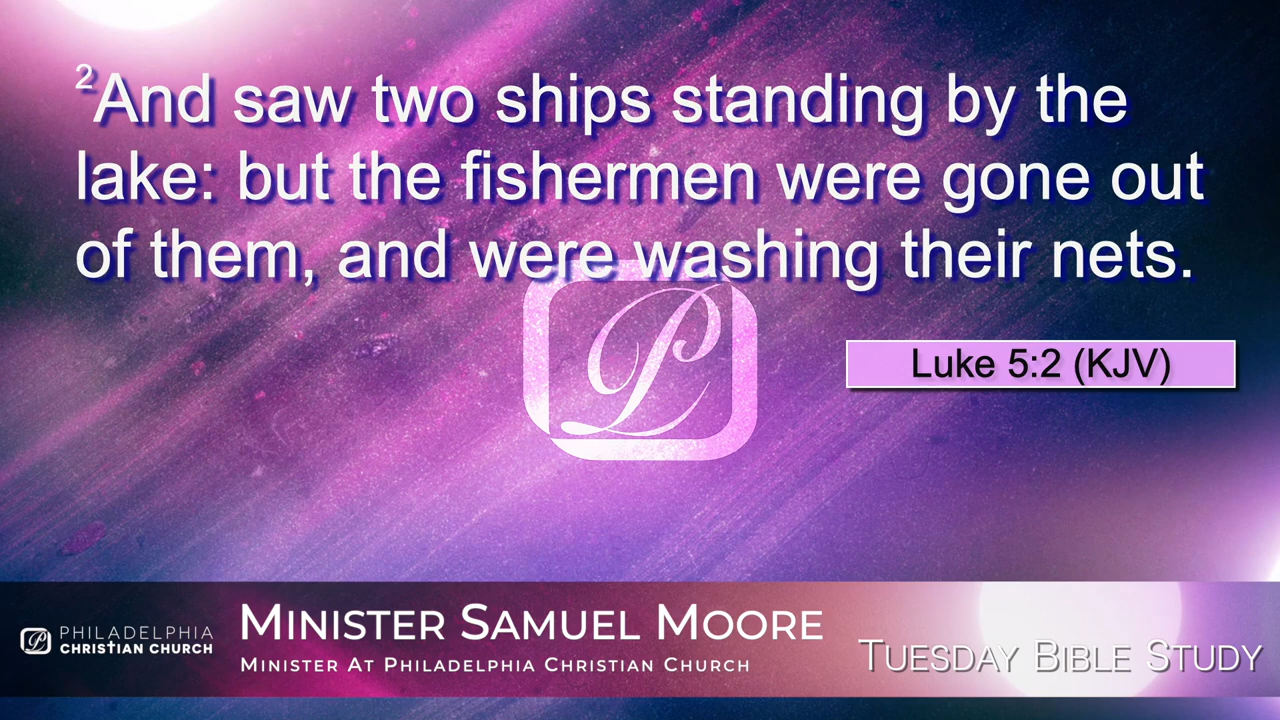 2And saw two ships standing by the
lake: but the fishermen were gone out
of them, and were washing their nets.
P
Luke 5:2 (KJV)
P
PHILADELPHIA
CHRISTIAN CHURCH
MINISTER SAMUEL MOORE
MINISTER AT PHILADELPHIA CHRISTIAN CHURCH
TUESDAY BIBLE STUDY